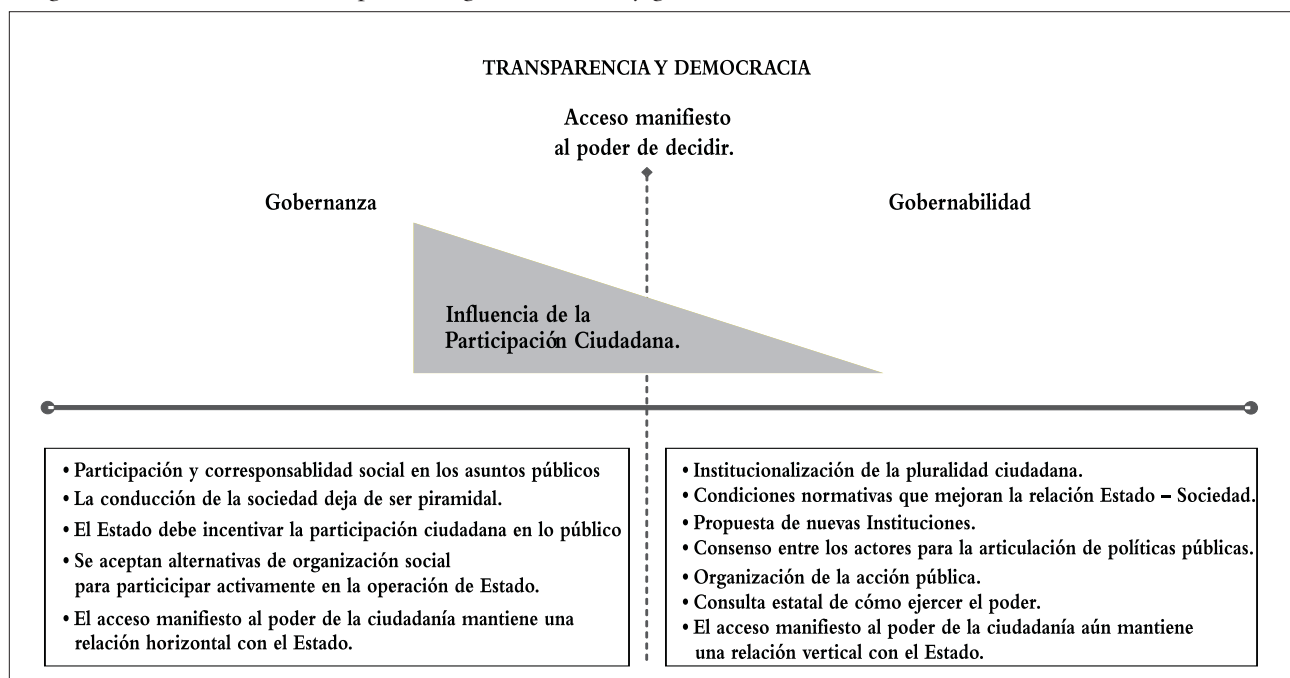 TRANSPARENCIA Y DEMOCRACIA
Acceso manifiesto
al poder de decidir.
Gobernanza
Gobernabilidad
Influencia de la
Participación Ciudadana.
• Participación y corresponsablidad social en los asuntos públicos
• La conducción de la sociedad deja de ser piramidal.
• El Estado debe incentivar la participación ciudadana en lo público
• Se aceptan alternativas de organización social
para particicipar activamente en la operación de Estado.
• El acceso manifiesto al poder de la ciudadanía mantiene una
relación horizontal con el Estado.
• Institucionalización de la pluralidad ciudadana.
• Condiciones normativas que mejoran la relación Estado – Sociedad.
• Propuesta de nuevas Instituciones.
• Consenso entre los actores para la articulación de políticas públicas.
• Organización de la acción pública.
• Consulta estatal de cómo ejercer el poder.
• El acceso manifiesto al poder de la ciudadanía aún mantiene
una relación vertical con el Estado.